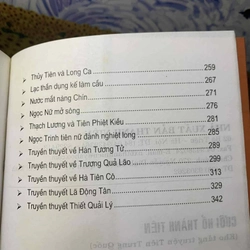 Thủy Tiên và Long Ca 259
Lạc thần dụng kế làm cầu 267
Nước mắt nàng Chín 271
Ngọc Nữ mở sông 276
Thạch Lương và Tiên Phiệt Kiều 281
Ngọc Trinh tiên nữ đánh nghiệt long 285
Truyền thuyết về Hàn Tương Tử 289
Truyền thuyết về Trương Quả Lão 299
Truyền thuyết về Hà Tiên Cô 313
Truyền thuyết Lã Động Tân 329
Truyền thuyết Thiết Quải Lý 342